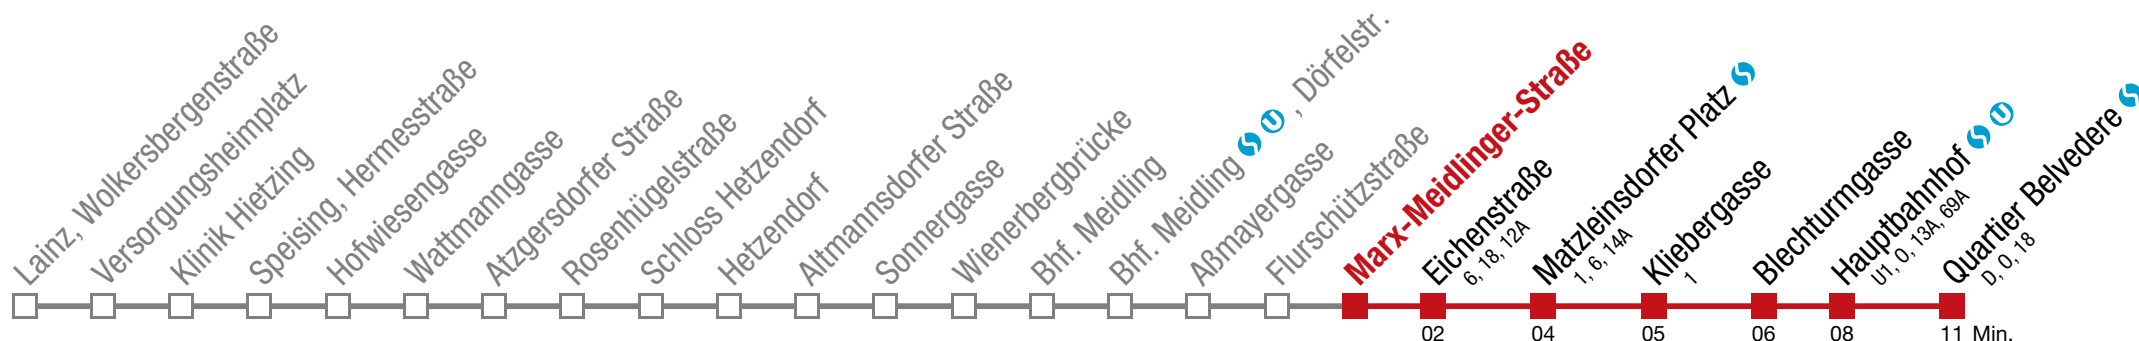 Lainz, Wolkersbergenstraße
Versorgungsheimplatz
Klinik Hietzing
Speising, Hermesstraße
Hofwiesengasse
Wattmanngasse
Atzgersdorfer Straße
Rosenhügelstraße
Schloss Hetzendorf
Hetzendorf
Altmannsdorfer Straße
Sonnergasse
Wienerbergbrücke
Bhf. Meidling
Bhf. Meidling S U , Dörfelstr.
Aßmayergasse
Flurschützstraße
Marx-Meidlinger-Straße
Eichenstraße
6, 18, 12A
Matzleinsdorfer Platz S
1, 6, 14A
Kliebergasse
1
Blechturmgasse
Hauptbahnhof S U
U1, O, 13A, 69A
Quartier Belvedere S
D, O, 18
02 04 05 06 08 11 Min.